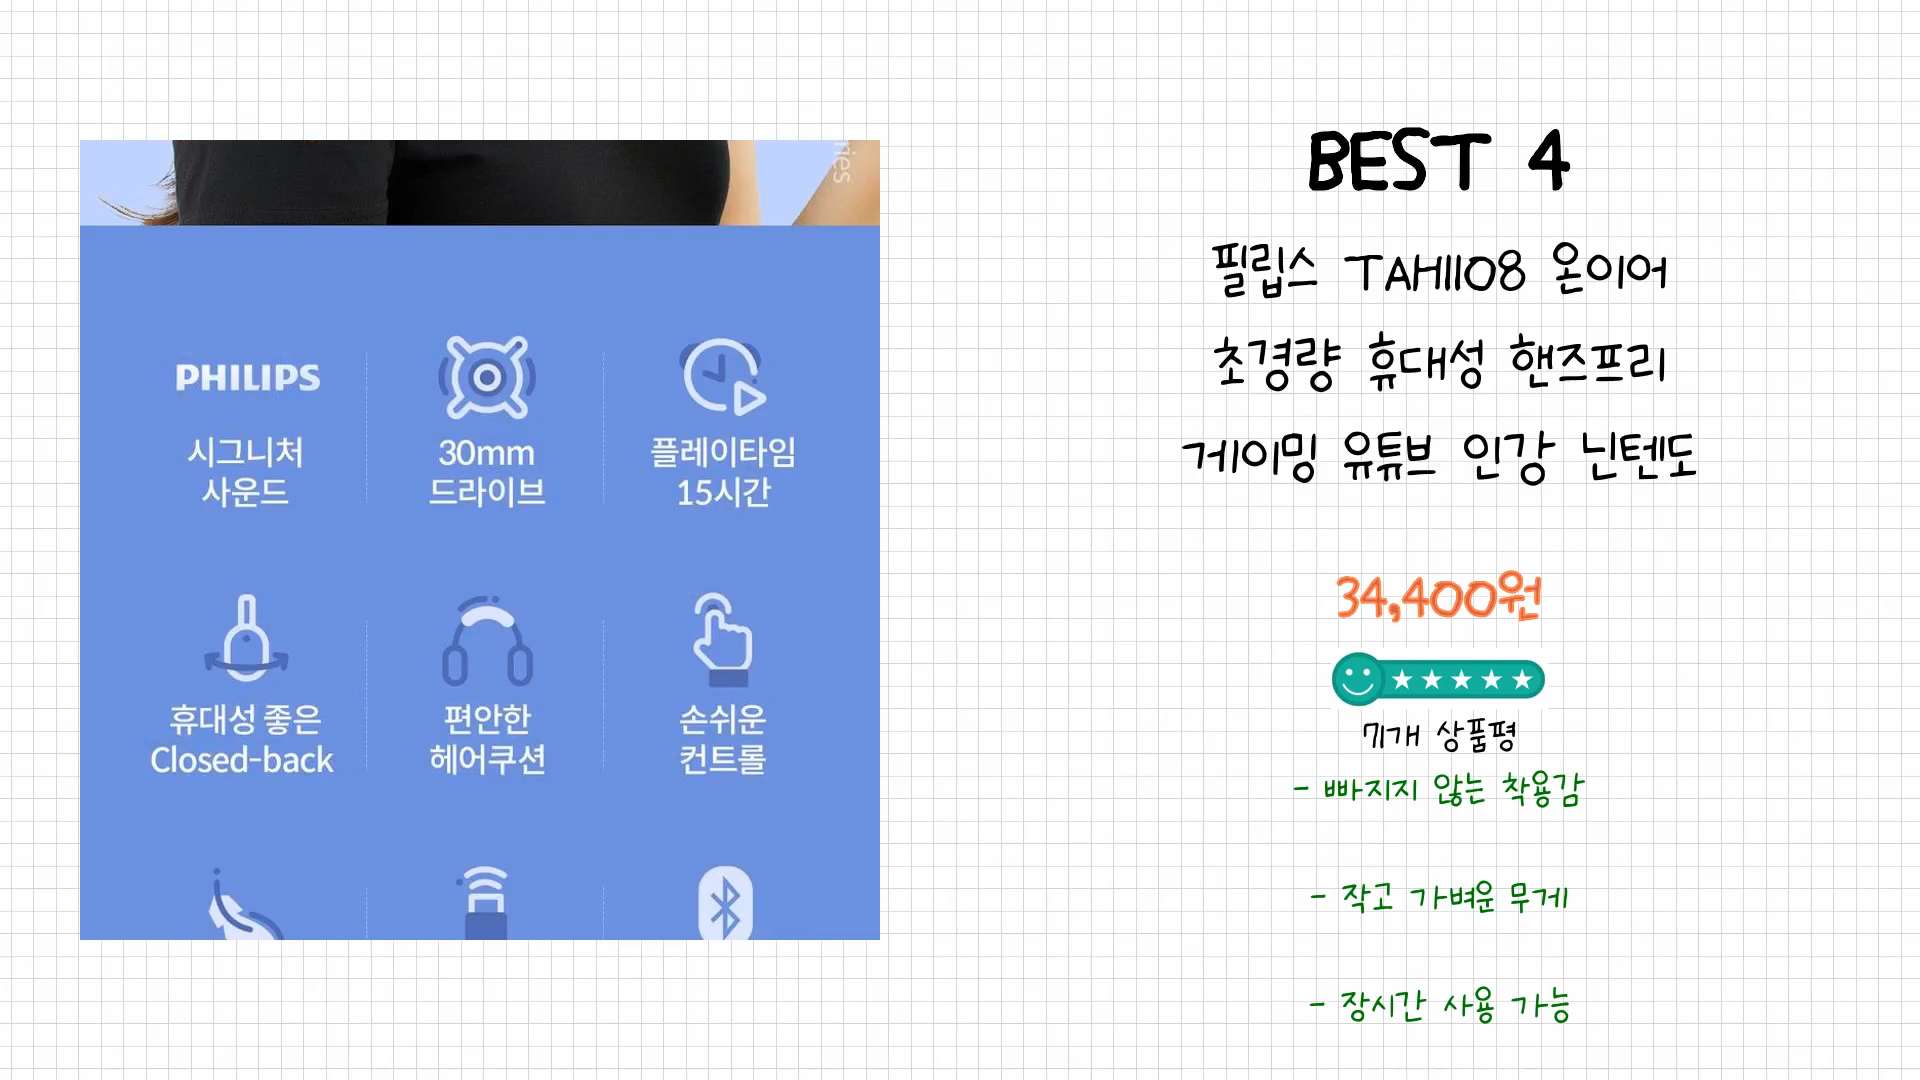 ries
PHILIPS
시그니처
사운드
30mm
드라이브
플레이타임
15시간
휴대성 좋은
Closed-back
편안한
헤어쿠션
손쉬운
컨트롤
BEST 4
필립스 TAH1108 온이어
초경량 휴대성 핸즈프리
게이밍 유튜브 인강 닌텐도
34,400원
71개 상품평
- 빠지지 않는 착용감
- 작고 가벼운 무게
- 장시간 사용 가능